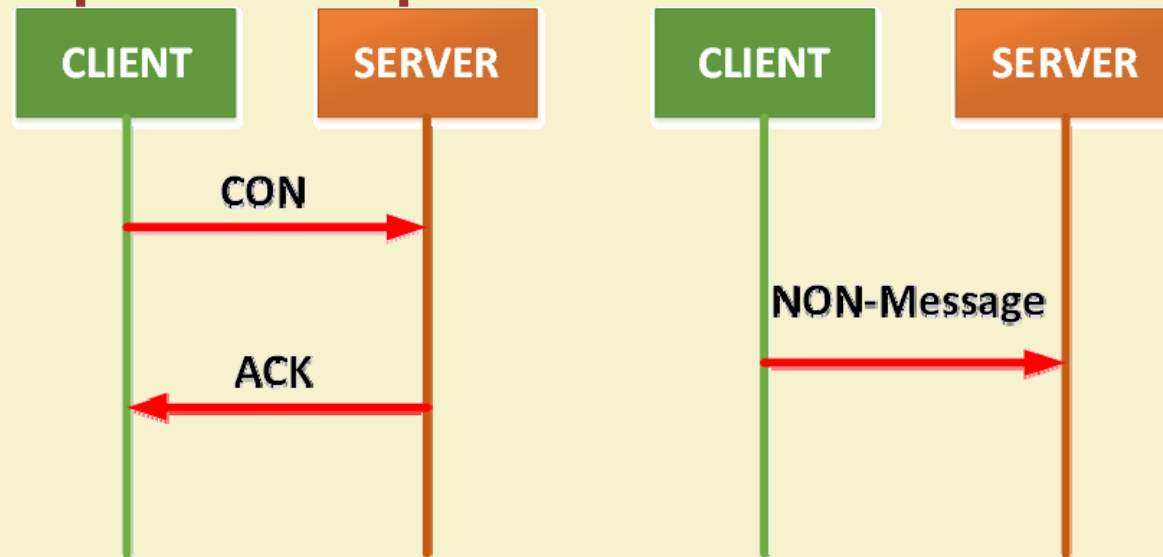 CLIENT
SERVER
CON
ACK
CLIENT
SERVER
NON-Message